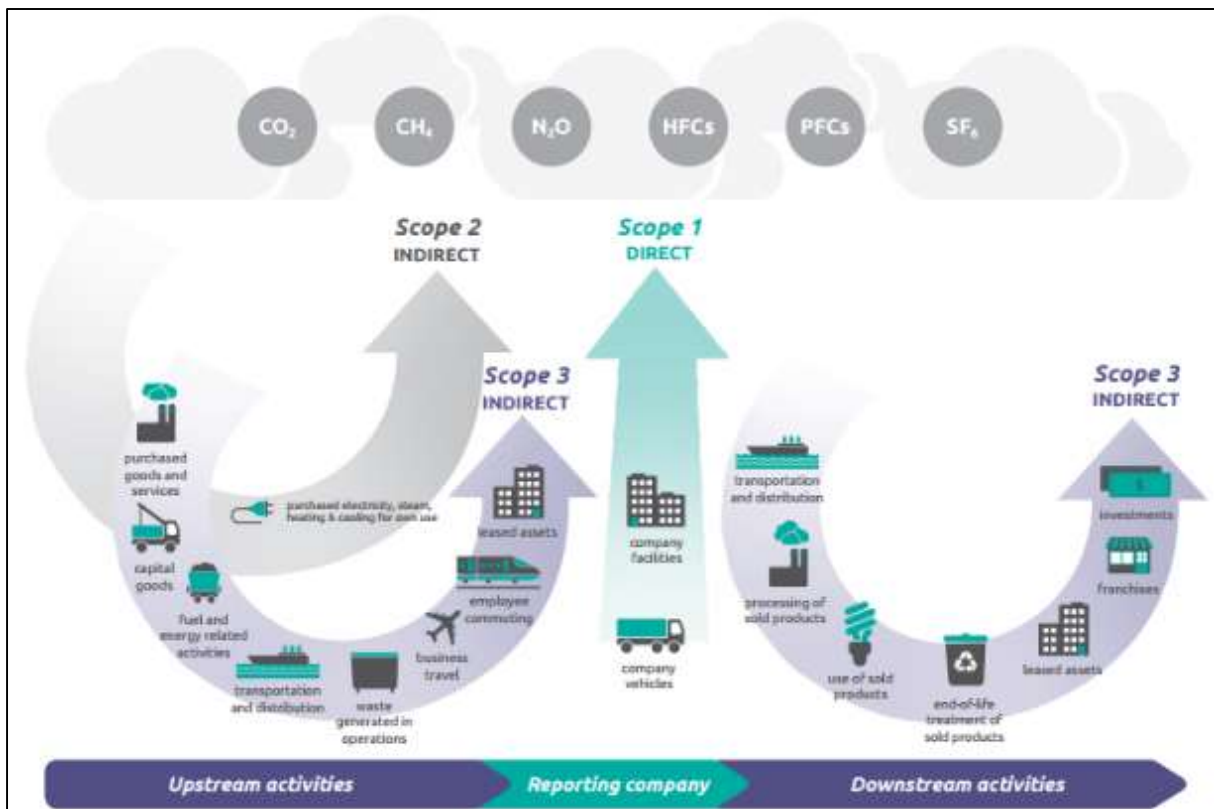 CO₂ CH₄ N₂O HFCs PFCs SF₆
Scope 2
INDIRECT
Scope 1
DIRECT
Scope 3
INDIRECT
Scope 3
INDIRECT
purchased
goods and
services
capital
goods
fuel and
energy related
activities
transportation
and distribution
waste
generated in
operations
business
travel
employee
commuting
leased assets
purchased electricity, steam,
heating & cooling for own use
company
facilities
company
vehicles
transportation
and distribution
processing of
sold products
use of sold
products
end-of-life
treatment of
sold products
leased assets
franchises
investments
$
Upstream activities
Reporting company
Downstream activities